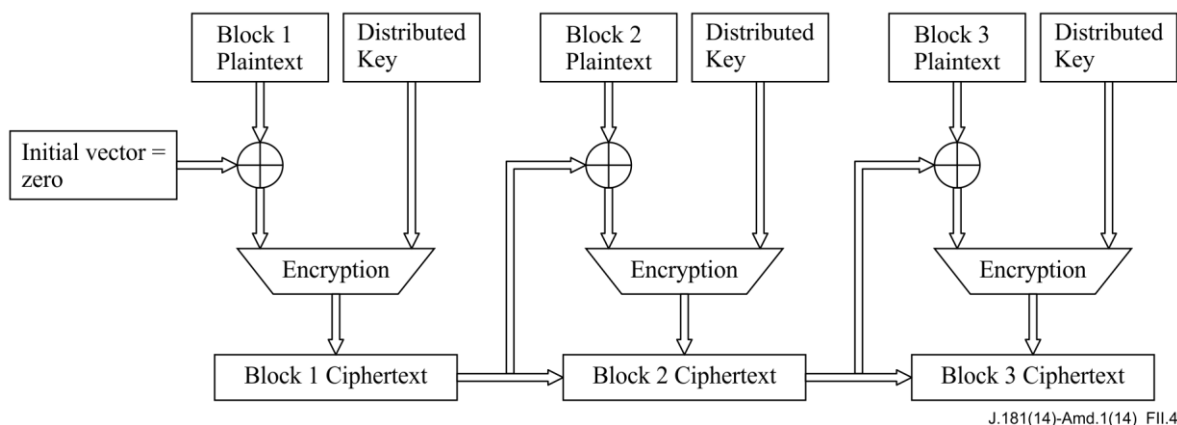 Block 1
Plaintext
Distributed
Key
Block 2
Plaintext
Distributed
Key
Block 3
Plaintext
Distributed
Key
Initial vector =
zero
Encryption
Encryption
Encryption
Block 1 Ciphertext
Block 2 Ciphertext
Block 3 Ciphertext
J.181(14)-Amd.1(14)_FII.4